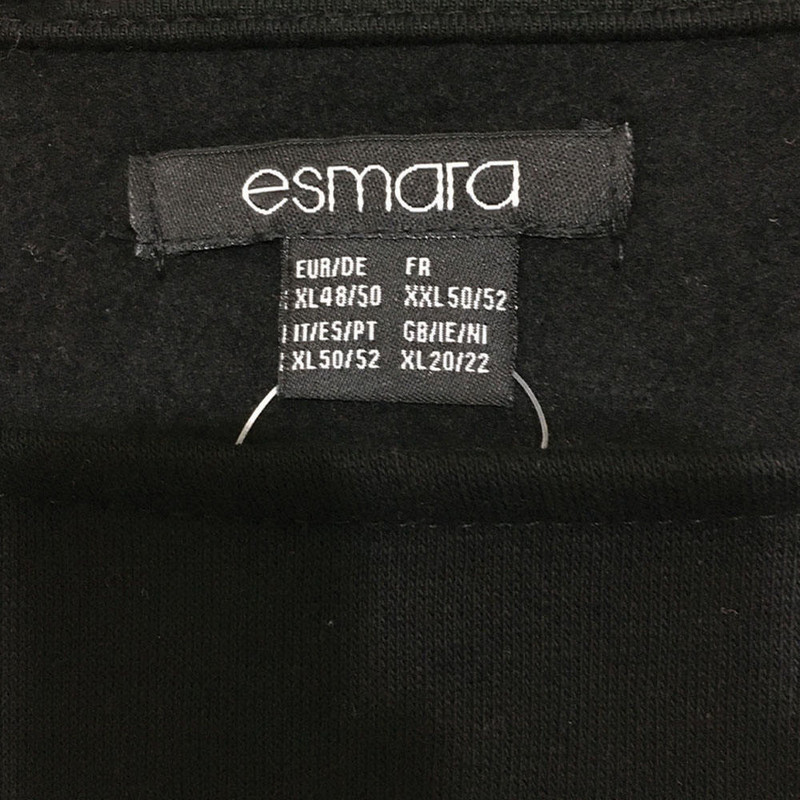 esmara
EUR/DE FR
XL48/50 XXL50/52
IT/ES/PT GB/IE/NI
XL50/52 XL20/22